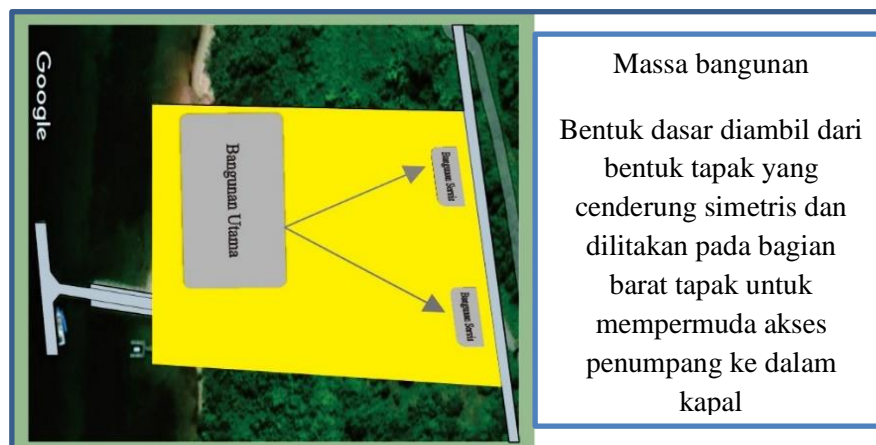 Google
Bangunan Utama
Bangunan Servis
Bangunan Servis
Massa bangunan
Bentuk dasar diambil dari
bentuk tapak yang
cenderung simetris dan
dilitakan pada bagian
barat tapak untuk
mempermuda akses
penumpang ke dalam
kapal